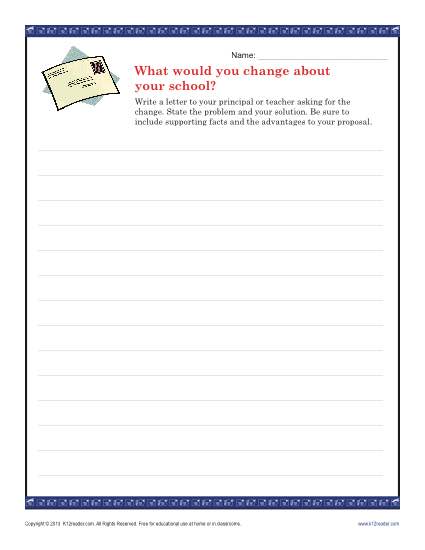 Name:
What would you change about
your school?
Write a letter to your principal or teacher asking for the
change. State the problem and your solution. Be sure to
include supporting facts and the advantages to your proposal.
Copyright © 2013 K12reader.com. All Rights Reserved. Free for educational use at home or in classrooms.
www.k12reader.com